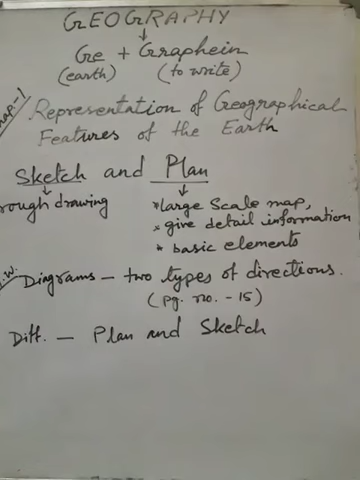 GEOGRAPHY
Ge + Graphein
(earth) (to write)
Chap-1
Representation of Geographical
Features of the Earth
Sketch and Plan
rough drawing
*large Scale map,
* give detail information
* basic elements
.W. Diagrams - two types of directions.
(pg. no. - 15)
Diff. - Plan and Sketch